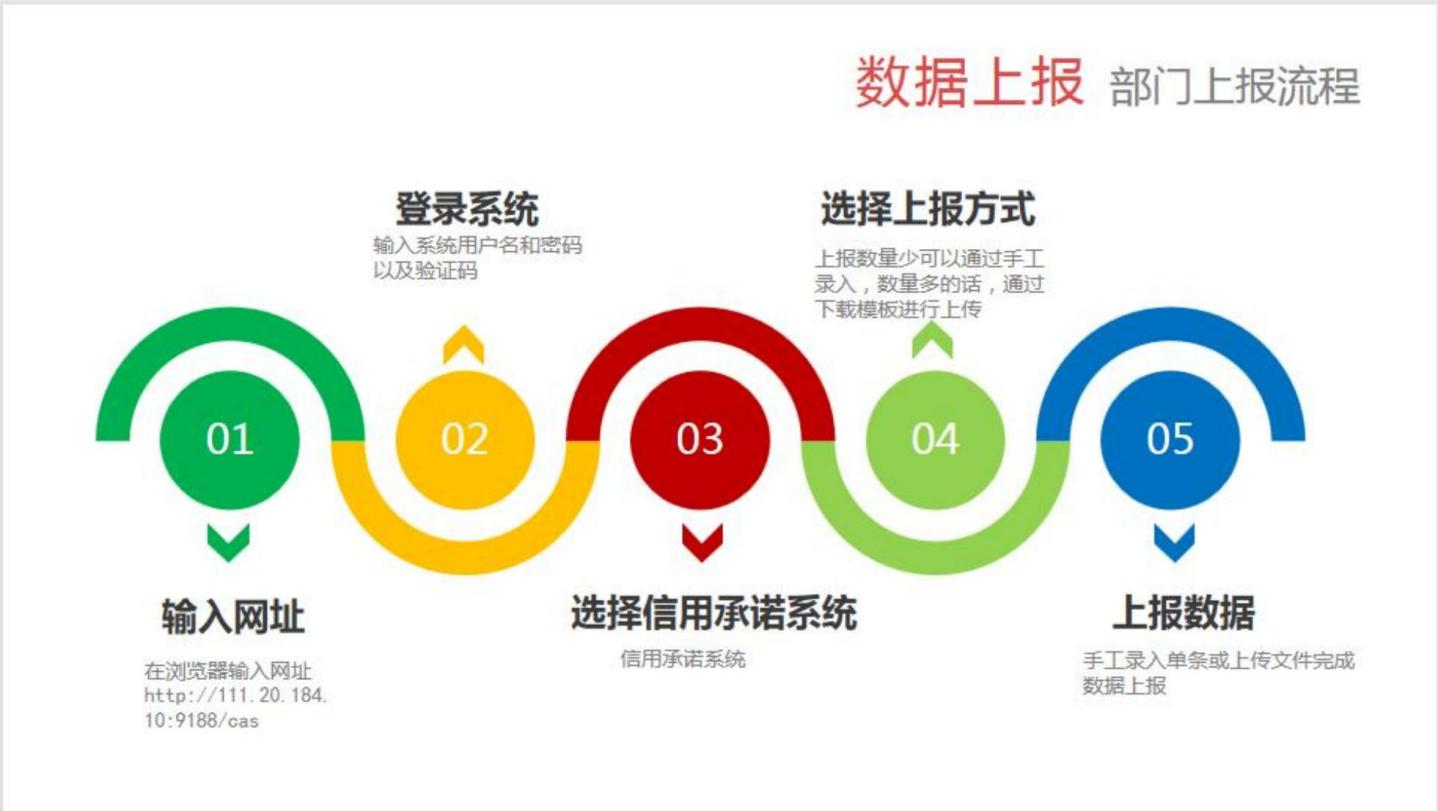 数据上报 部门上报流程
登录系统
输入系统用户名和密码
以及验证码
选择上报方式
上报数量少可以通过手工
录入，数量多的话，通过
下载模板进行上传
01
02
03
04
05
输入网址
在浏览器输入网址
http://111.20.184.
10:9188/cas
选择信用承诺系统
信用承诺系统
上报数据
手工录入单条或上传文件完成
数据上报